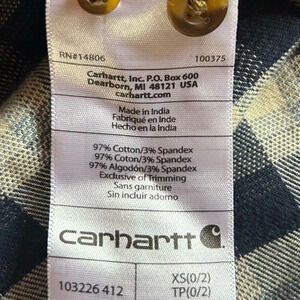 RN#14806 100375
Carhartt, Inc. P.O. Box 600
Dearborn, MI 48121 USA
carhartt.com
Made in India
Fabriqué en Inde
Hecho en la India
97% Cotton/3% Spandex
97% Coton/3% Spandex
97% Algodón/3% Spandex
Exclusive of Trimming
Sans garniture
Sin incluir adorno
carhartt
103226 412 XS(0/2)
TP(0/2)